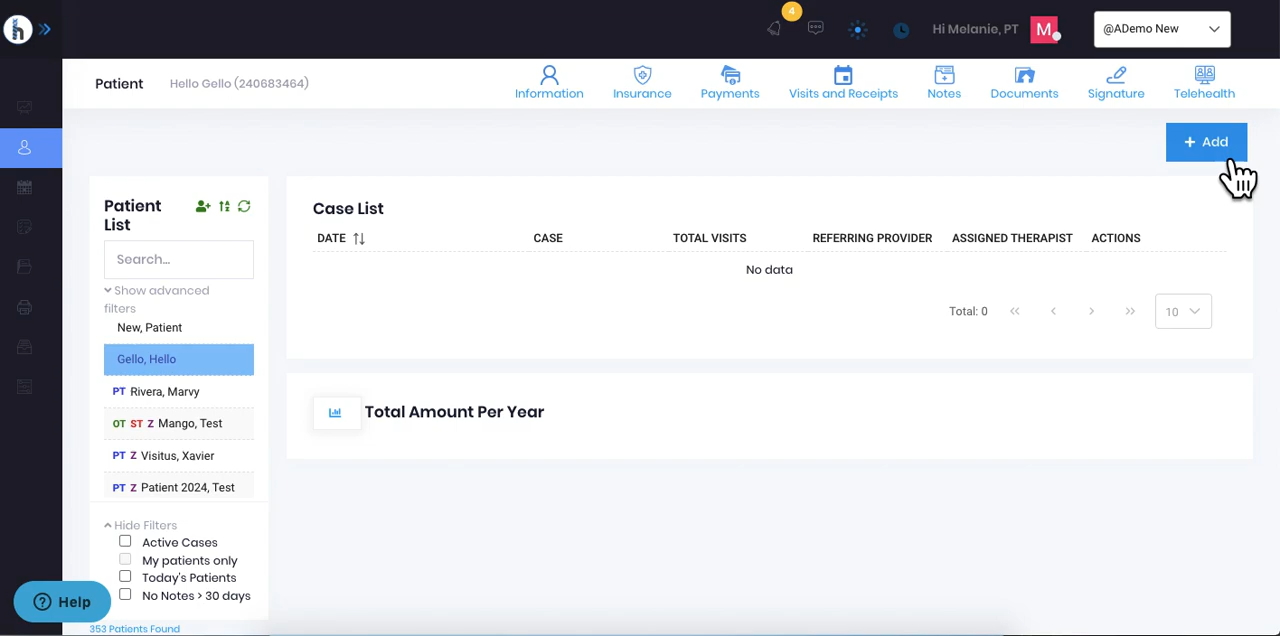 4
Hi Melanie, PT
M
@ADemo New
Patient
Hello Gello (240683464)
Information
Insurance
Payments
Visits and Receipts
Notes
Documents
Signature
Telehealth
+ Add
Patient
List
Search...
Show advanced
filters
New, Patient
Gello, Hello
PT Rivera, Marvy
OT ST Z Mango, Test
PT Z Visitus, Xavier
PT Z Patient 2024, Test
Hide Filters
Active Cases
My patients only
Today's Patients
No Notes > 30 days
353 Patients Found
Help
Case List
DATE
CASE
TOTAL VISITS
REFERRING PROVIDER
ASSIGNED THERAPIST
ACTIONS
No data
Total: 0
10
Total Amount Per Year